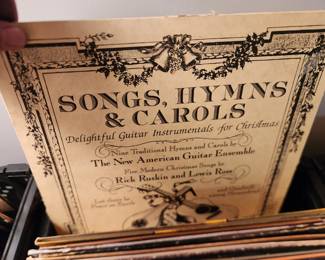 SONGS, HYMNS
& CAROLS
Delightful Guitar Instrumentals for Christmas
Nine Traditional Hymns and Carols by
The New American Guitar Ensemble
Five Modern Christmas Songs by
Rick Ruskin and Lewis Ross